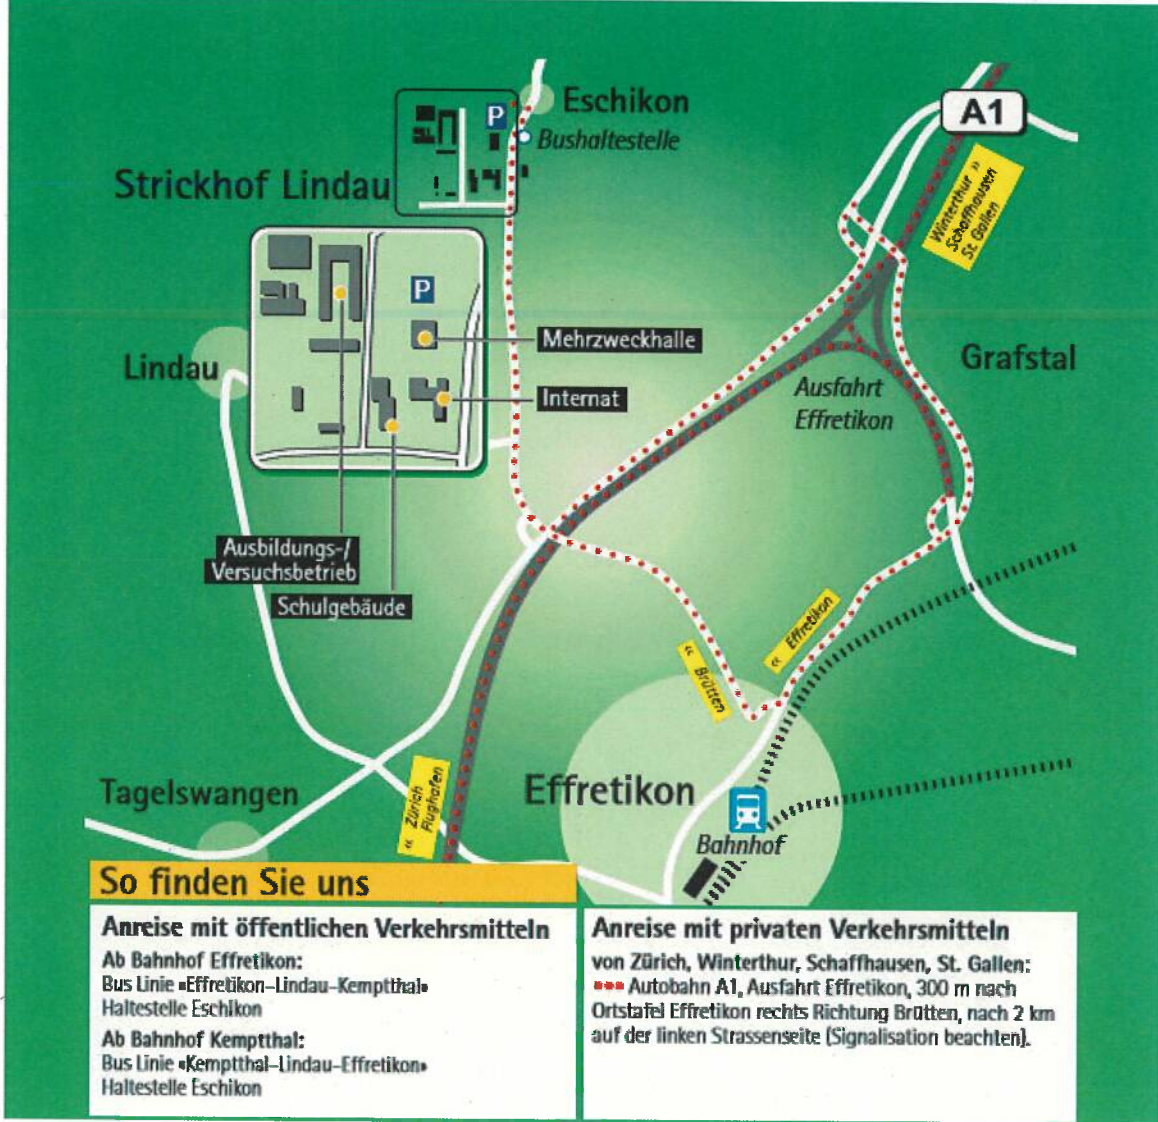 Eschikon
A1
P
Bushaltestelle
Strickhof Lindau
Winterthur »
Schaffhausen
St. Gallen
P
Mehrzweckhalle
Lindau
Grafstal
Ausfahrt
Effretikon
Internat
Ausbildungs-/
Versuchsbetrieb
Schulgebäude
« Effretikon
« Brütten
Tagelswangen
« Zürich
Flughafen
Effretikon
Bahnhof
So finden Sie uns
Anreise mit öffentlichen Verkehrsmitteln
Ab Bahnhof Effretikon:
Bus Linie «Effretikon–Lindau–Kemptthal»
Haltestelle Eschikon
Ab Bahnhof Kemptthal:
Bus Linie «Kemptthal–Lindau–Effretikon»
Haltestelle Eschikon
Anreise mit privaten Verkehrsmitteln
von Zürich, Winterthur, Schaffhausen, St. Gallen:
Autobahn A1, Ausfahrt Effretikon, 300 m nach
Ortstafel Effretikon rechts Richtung Brütten, nach 2 km
auf der linken Strassenseite (Signalisation beachten).